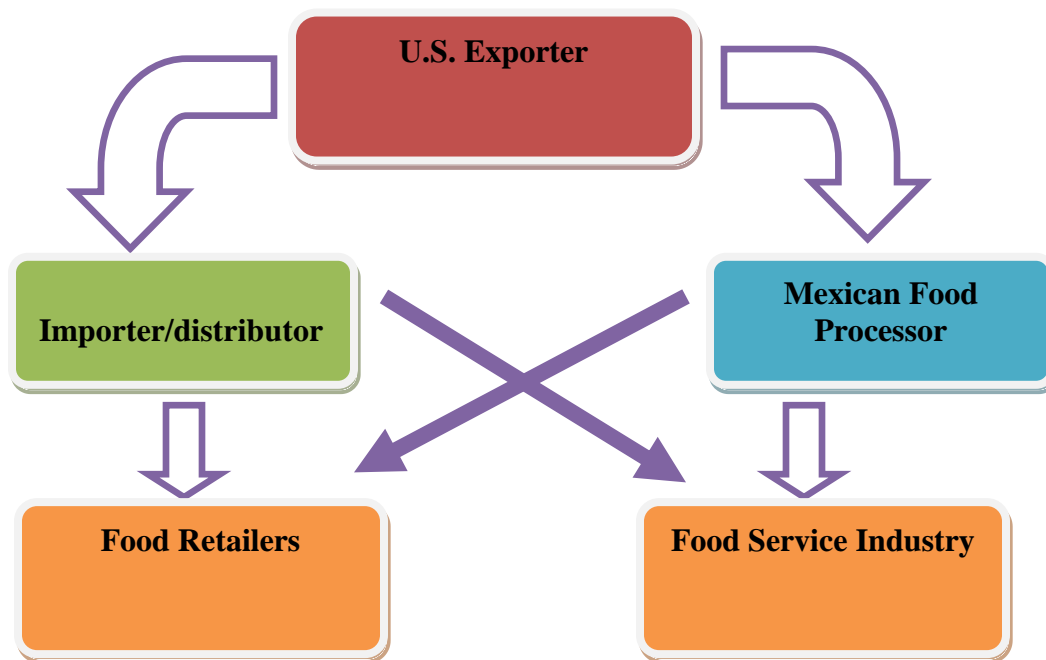 U.S. Exporter
Importer/distributor
Mexican Food
Processor
Food Retailers
Food Service Industry